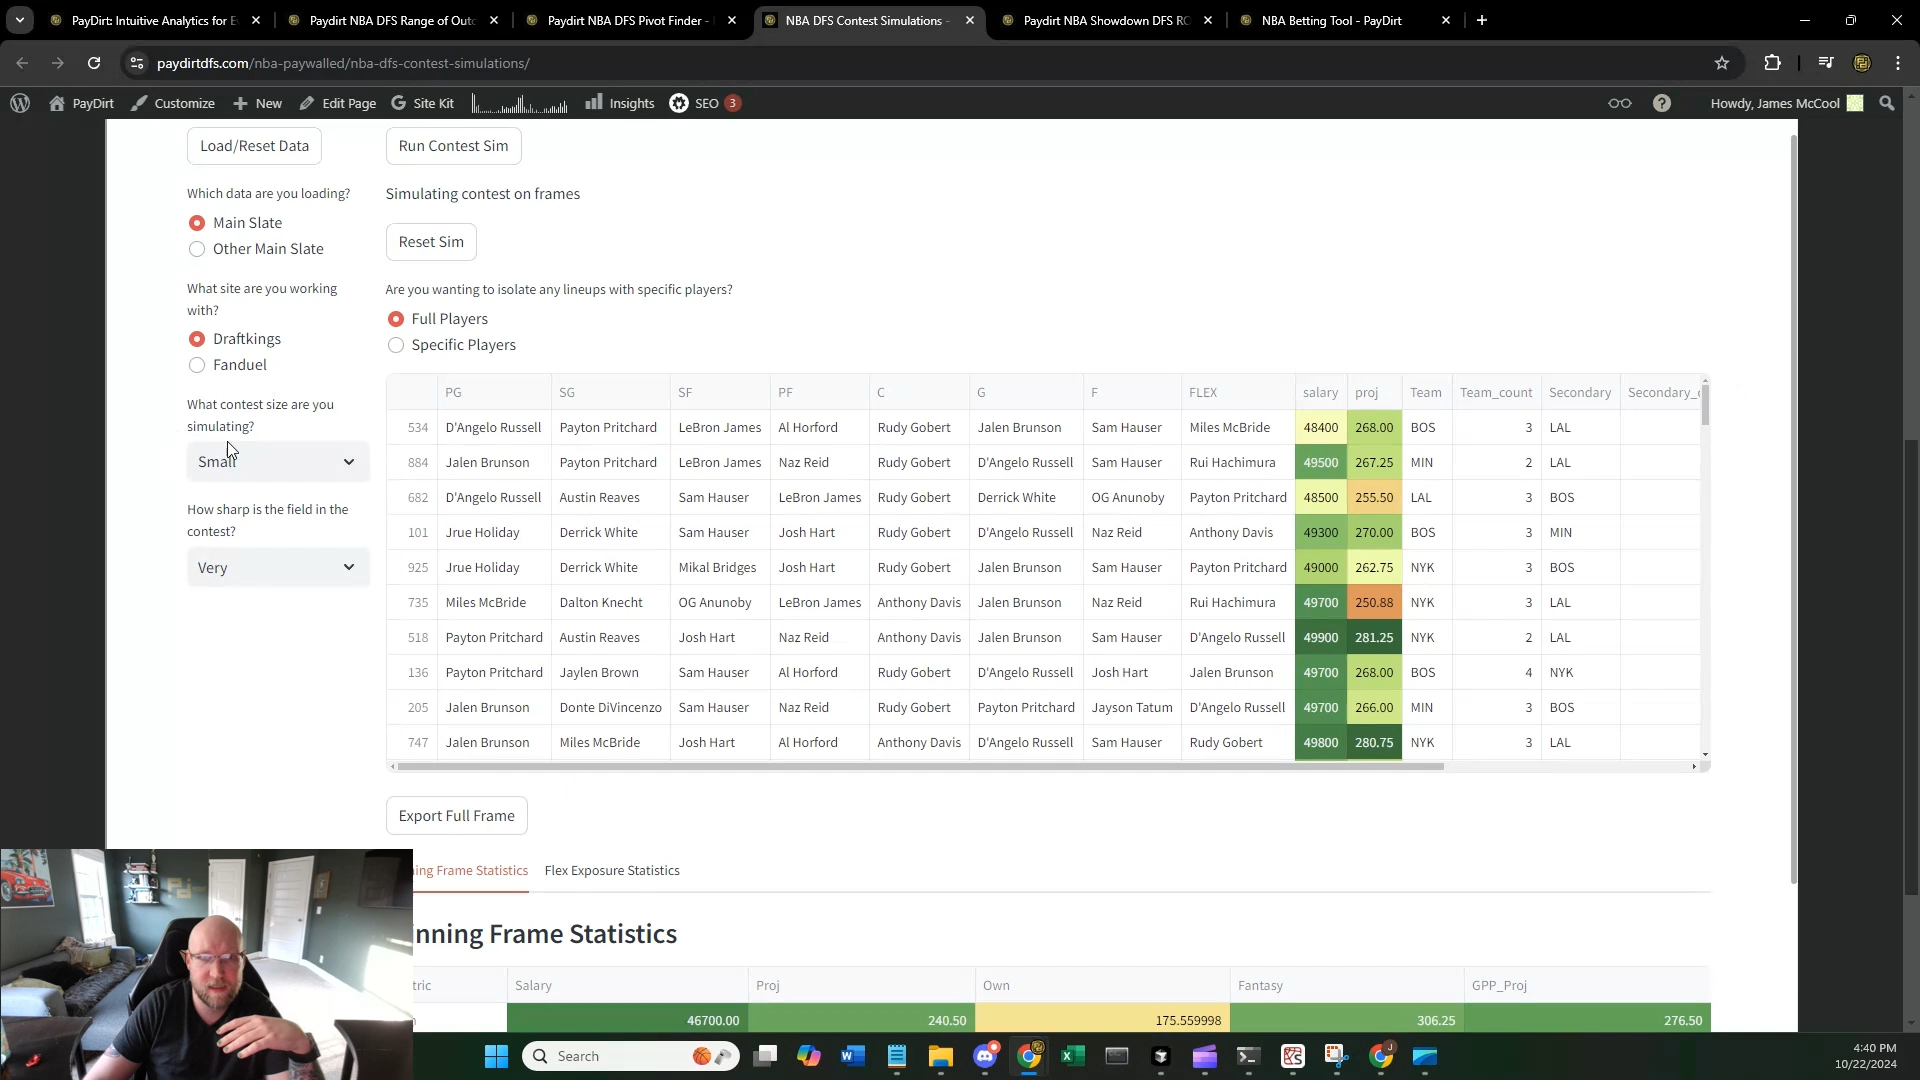 PayDirt: Intuitive Analytics for E
Paydirt NBA DFS Range of Outc
Paydirt NBA DFS Pivot Finder -
NBA DFS Contest Simulations -
Paydirt NBA Showdown DFS RO
NBA Betting Tool - PayDirt
paydirtdfs.com/nba-paywalled/nba-dfs-contest-simulations/
PayDirt Customize New Edit Page Site Kit Insights SEO 3 Howdy, James McCool
Load/Reset Data
Which data are you loading?
Main Slate
Other Main Slate
What site are you working
with?
Draftkings
Fanduel
What contest size are you
simulating?
Small
How sharp is the field in the
contest?
Very
Run Contest Sim
Simulating contest on frames
Reset Sim
Are you wanting to isolate any lineups with specific players?
Full Players
Specific Players
PG SG SF PF C G F FLEX salary proj Team Team_count Secondary Secondary_c
534 D'Angelo Russell Payton Pritchard LeBron James Al Horford Rudy Gobert Jalen Brunson Sam Hauser Miles McBride 48400 268.00 BOS 3 LAL
884 Jalen Brunson Payton Pritchard LeBron James Naz Reid Rudy Gobert D'Angelo Russell Sam Hauser Rui Hachimura 49500 267.25 MIN 2 LAL
682 D'Angelo Russell Austin Reaves Sam Hauser LeBron James Rudy Gobert Derrick White OG Anunoby Payton Pritchard 48500 255.50 LAL 3 BOS
101 Jrue Holiday Derrick White Sam Hauser Josh Hart Rudy Gobert D'Angelo Russell Naz Reid Anthony Davis 49300 270.00 BOS 3 MIN
925 Jrue Holiday Derrick White Mikal Bridges Josh Hart Rudy Gobert Jalen Brunson Sam Hauser Payton Pritchard 49000 262.75 NYK 3 BOS
735 Miles McBride Dalton Knecht OG Anunoby LeBron James Anthony Davis Jalen Brunson Naz Reid Rui Hachimura 49700 250.88 NYK 3 LAL
518 Payton Pritchard Austin Reaves Josh Hart Naz Reid Anthony Davis Jalen Brunson Sam Hauser D'Angelo Russell 49900 281.25 NYK 2 LAL
136 Payton Pritchard Jaylen Brown Sam Hauser Al Horford Rudy Gobert D'Angelo Russell Josh Hart Jalen Brunson 49700 268.00 BOS 4 NYK
205 Jalen Brunson Donte DiVincenzo Sam Hauser Naz Reid Rudy Gobert Payton Pritchard Jayson Tatum D'Angelo Russell 49700 266.00 MIN 3 BOS
747 Jalen Brunson Miles McBride Josh Hart Al Horford Anthony Davis D'Angelo Russell Sam Hauser Rudy Gobert 49800 280.75 NYK 3 LAL
Export Full Frame
ing Frame Statistics Flex Exposure Statistics
nning Frame Statistics
tric Salary Proj Own Fantasy GPP_Proj
46700.00 240.50 175.559998 306.25 276.50
Search
4:40 PM
10/22/2024